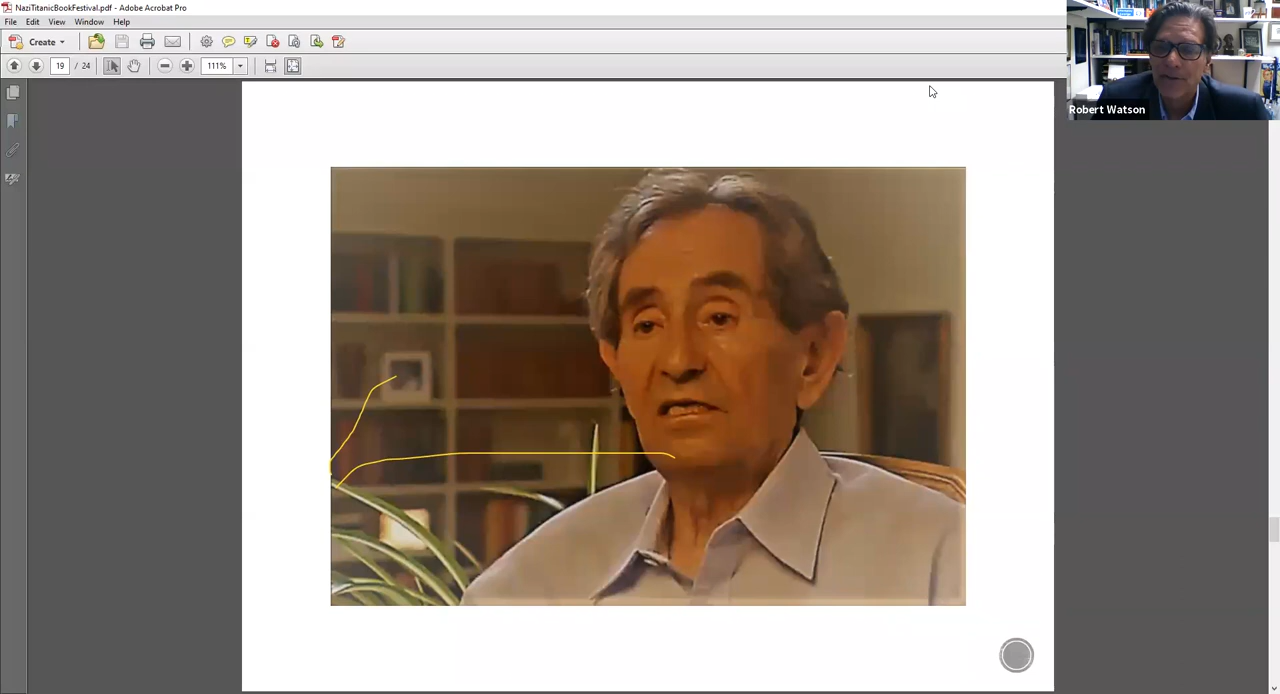 NaziTitanicBookFestival.pdf - Adobe Acrobat Pro
File Edit View Window Help
Create
19 / 24
111%
Robert Watson